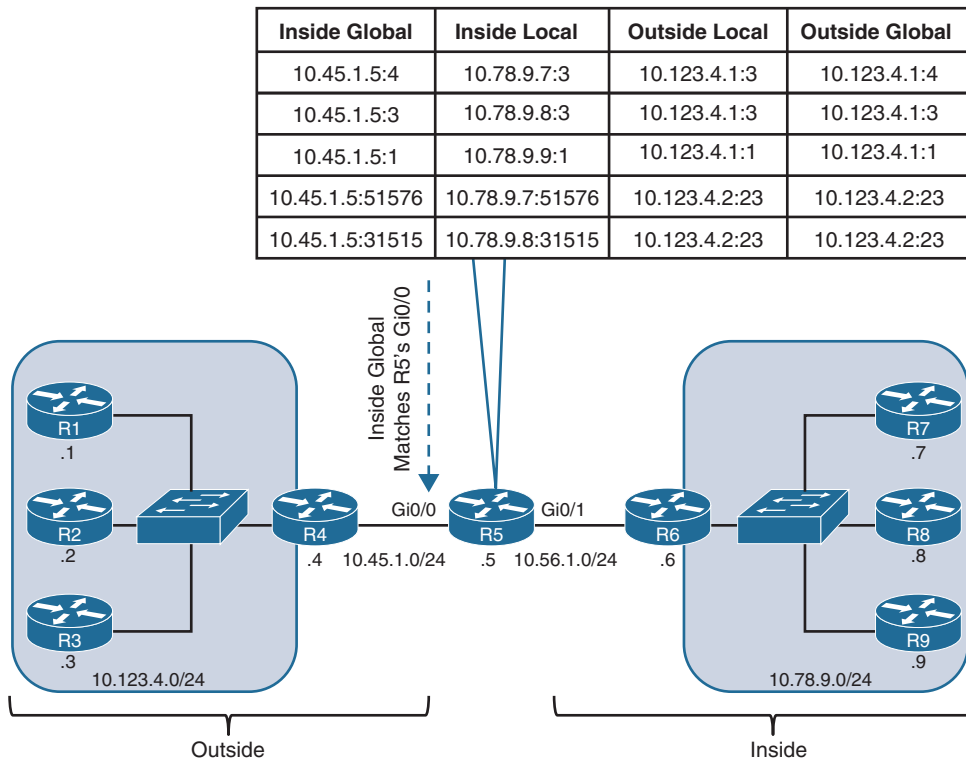 Inside Global Inside Local Outside Local Outside Global
10.45.1.5:4 10.78.9.7:3 10.123.4.1:3 10.123.4.1:4
10.45.1.5:3 10.78.9.8:3 10.123.4.1:3 10.123.4.1:3
10.45.1.5:1 10.78.9.9:1 10.123.4.1:1 10.123.4.1:1
10.45.1.5:51576 10.78.9.7:51576 10.123.4.2:23 10.123.4.2:23
10.45.1.5:31515 10.78.9.8:31515 10.123.4.2:23 10.123.4.2:23
Inside Global
Matches R5's Gi0/0
R1
.1
R2
.2
R3
.3
10.123.4.0/24
R4
.4
Gi0/0
10.45.1.0/24
R5
.5
Gi0/1
10.56.1.0/24
R6
.6
R7
.7
R8
.8
R9
.9
10.78.9.0/24
Outside
Inside